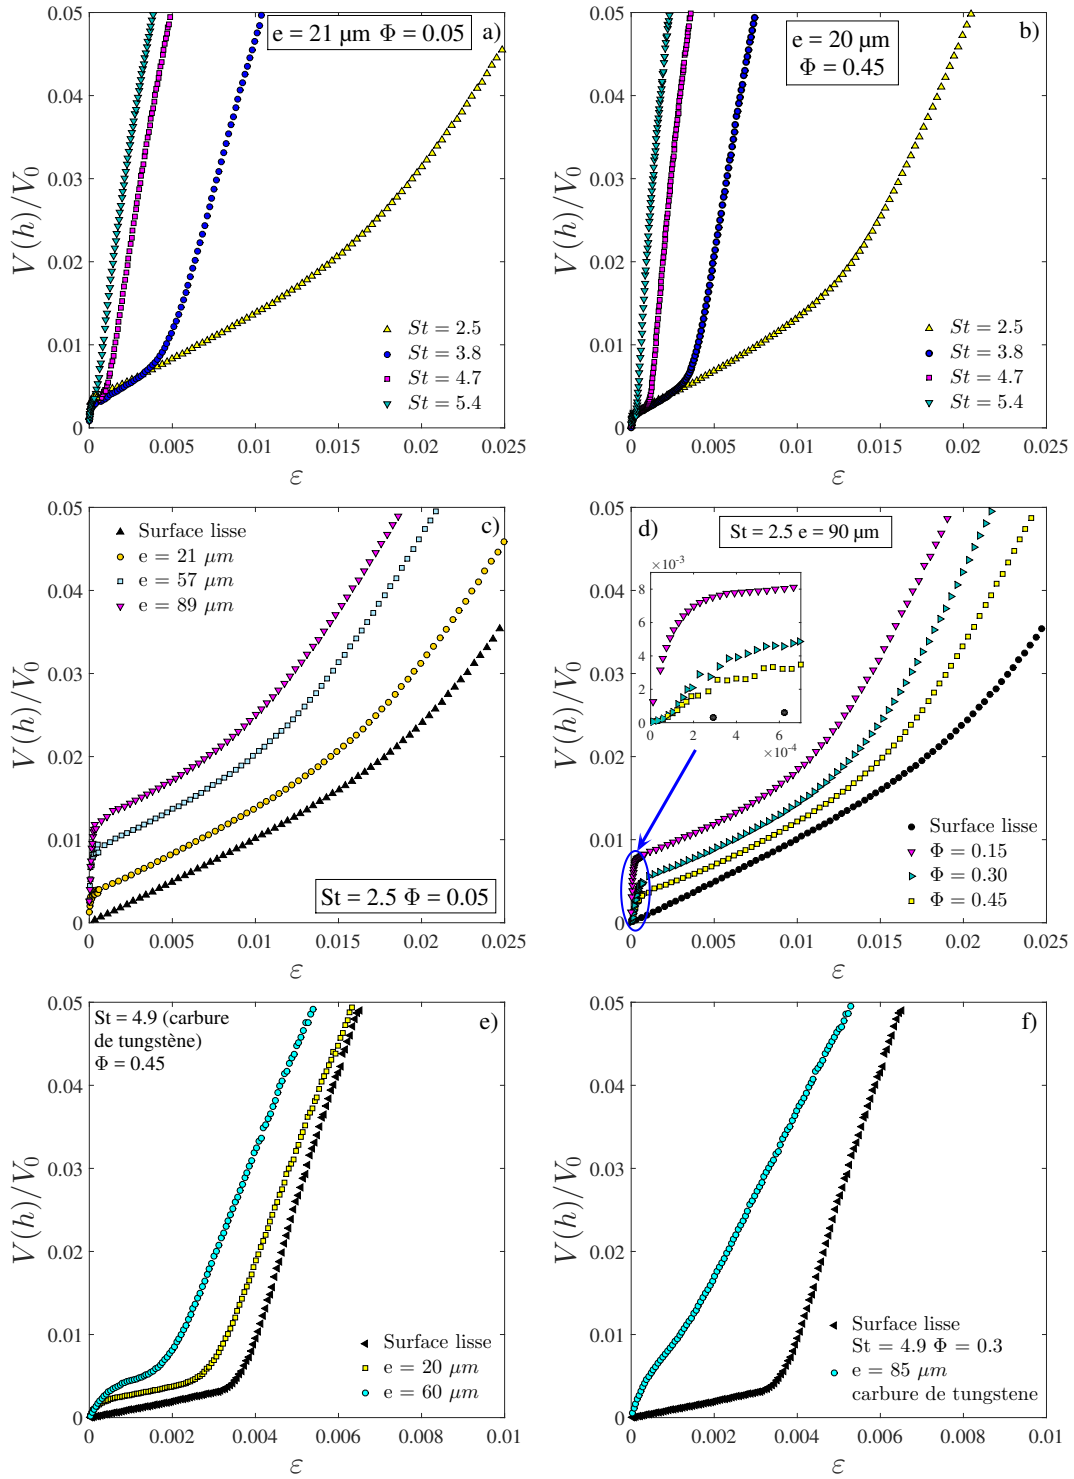 e = 21 µm Φ = 0.05
a)
0.05
0.04
0.03
0.02
0.01
0
V(h)/V₀
St = 2.5
St = 3.8
St = 4.7
St = 5.4
0 0.005 0.01 0.015 0.02 0.025
ε
e = 20 µm
Φ = 0.45
b)
0.05
0.04
0.03
0.02
0.01
0
V(h)/V₀
St = 2.5
St = 3.8
St = 4.7
St = 5.4
0 0.005 0.01 0.015 0.02 0.025
ε
c)
Surface lisse
e = 21 µm
e = 57 µm
e = 89 µm
0.05
0.04
0.03
0.02
0.01
0
V(h)/V₀
St = 2.5 Φ = 0.05
0 0.005 0.01 0.015 0.02 0.025
ε
d)
St = 2.5 e = 90 µm
×10⁻³
8
6
4
2
0
0 2 4 6
×10⁻⁴
0.05
0.04
0.03
0.02
0.01
0
V(h)/V₀
Surface lisse
Φ = 0.15
Φ = 0.30
Φ = 0.45
0 0.005 0.01 0.015 0.02 0.025
ε
St = 4.9 (carbure
de tungstène)
Φ = 0.45
e)
0.05
0.04
0.03
0.02
0.01
0
V(h)/V₀
Surface lisse
e = 20 µm
e = 60 µm
0 0.002 0.004 0.006 0.008 0.01
ε
f)
0.05
0.04
0.03
0.02
0.01
0
V(h)/V₀
Surface lisse
St = 4.9 Φ = 0.3
e = 85 µm
carbure de tungstene
0 0.002 0.004 0.006 0.008 0.01
ε